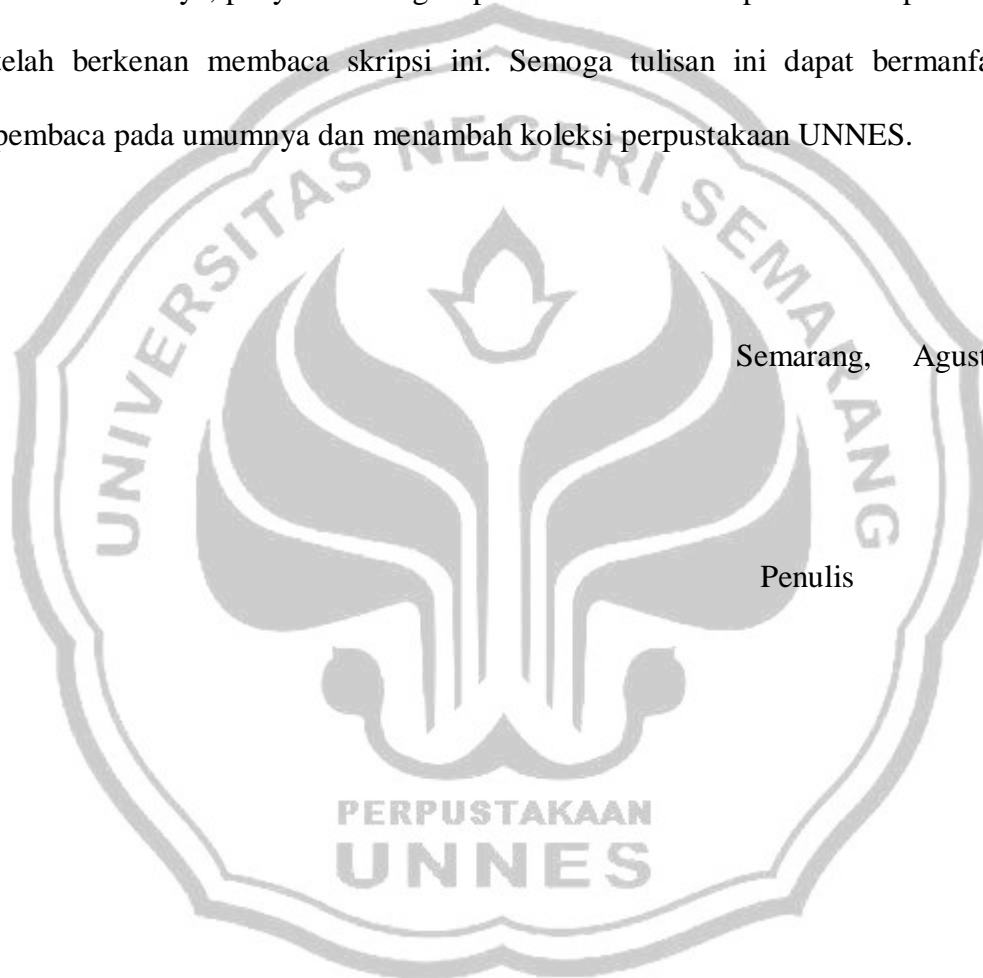 telah berkenan membaca skripsi ini. Semoga tulisan ini dapat bermanfa
pembaca pada umumnya dan menambah koleksi perpustakaan UNNES.
UNIVERSITAS NEGERI SEMARANG
Semarang, Agust
Penulis
PERPUSTAKAAN
UNNES